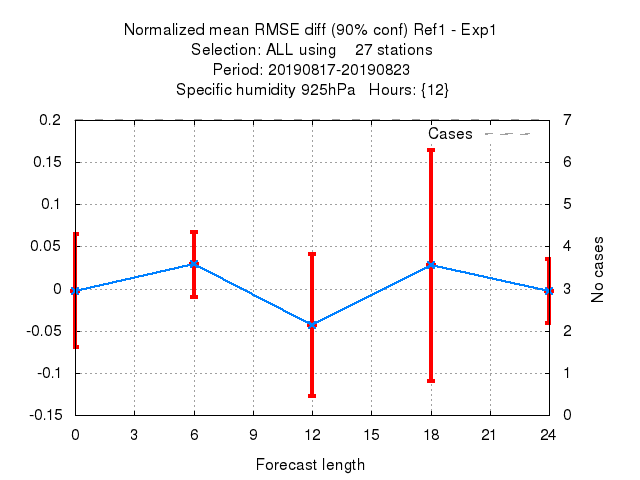 Normalized mean RMSE diff (90% conf) Ref1 - Exp1
Selection: ALL using    27 stations
Period: 20190817-20190823
Specific humidity 925hPa   Hours: {12}
Cases
0.2
0.15
0.1
0.05
0
-0.05
-0.1
-0.15
7
6
5
4
3
2
1
0
No cases
0 3 6 9 12 15 18 21 24
Forecast length